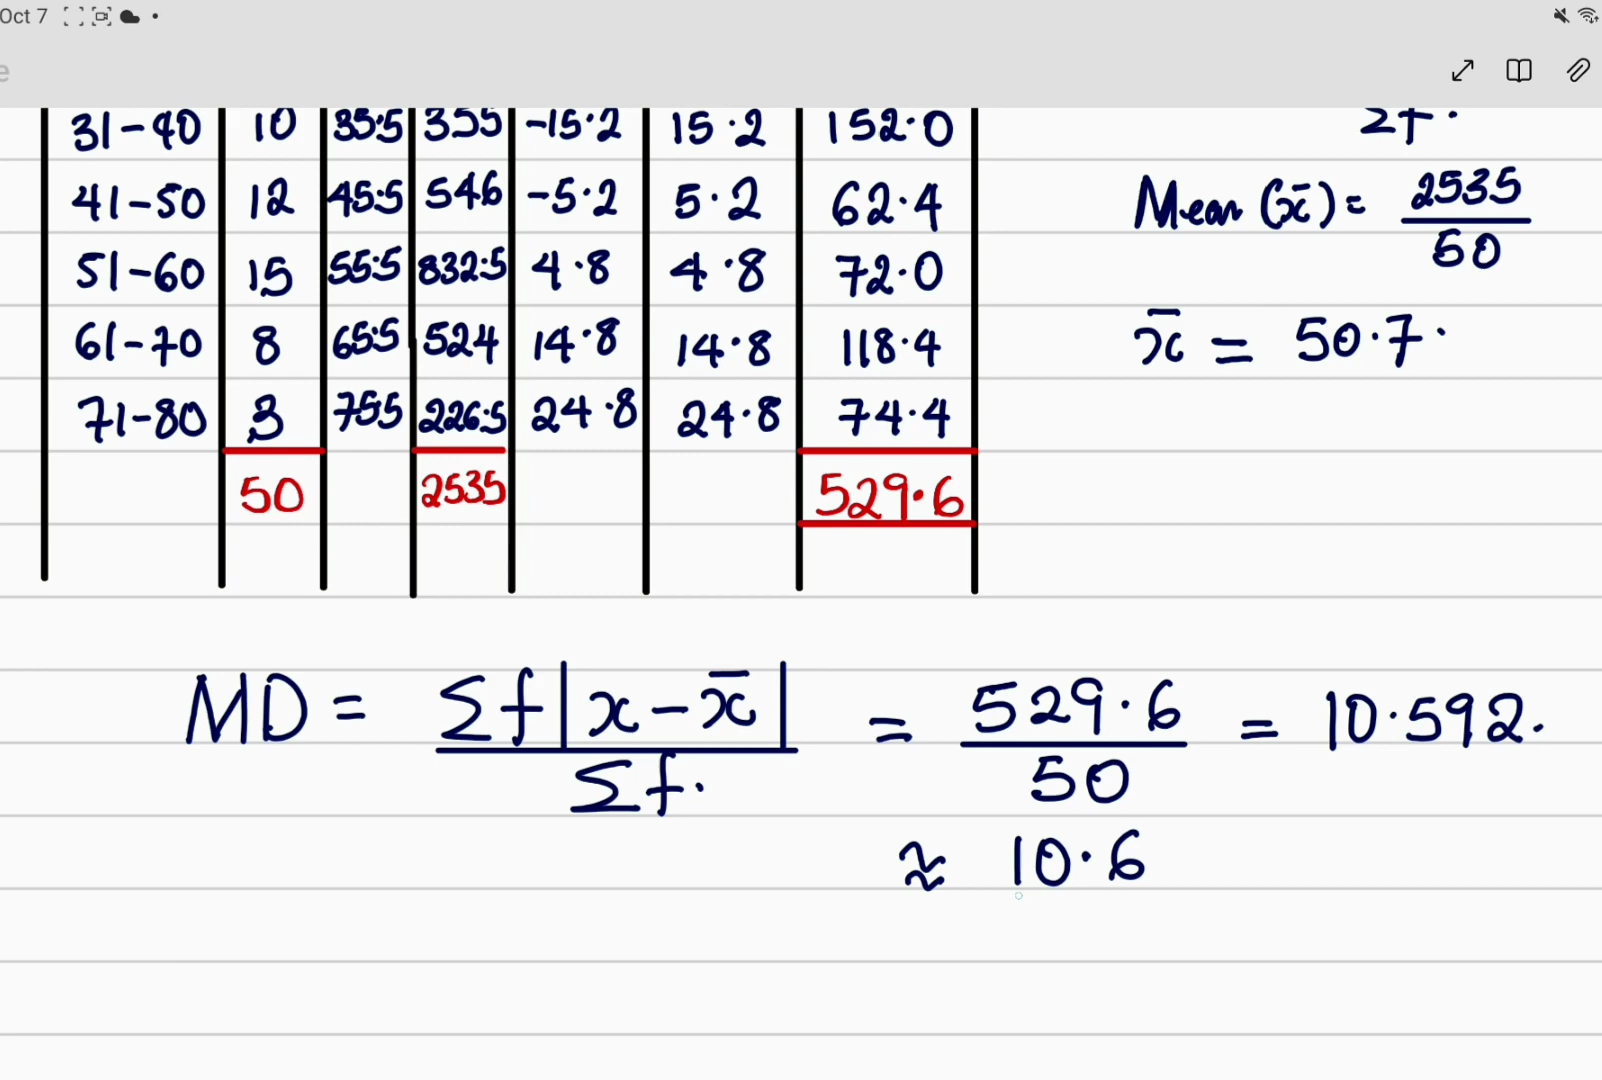 Oct 7
e
31-40 10 35.5 355 -15.2 15.2 152.0
41-50 12 45.5 546 -5.2 5.2 62.4
51-60 15 55.5 832.5 4.8 4.8 72.0
61-70 8 65.5 524 14.8 14.8 118.4
71-80 3 75.5 226.5 24.8 24.8 74.4
50 2535 529.6
Σf.
Mean (x̄) = 2535
50
x̄ = 50.7.
MD = Σf|x-x̄| = 529.6 = 10.592.
Σf. 50
≈ 10.6